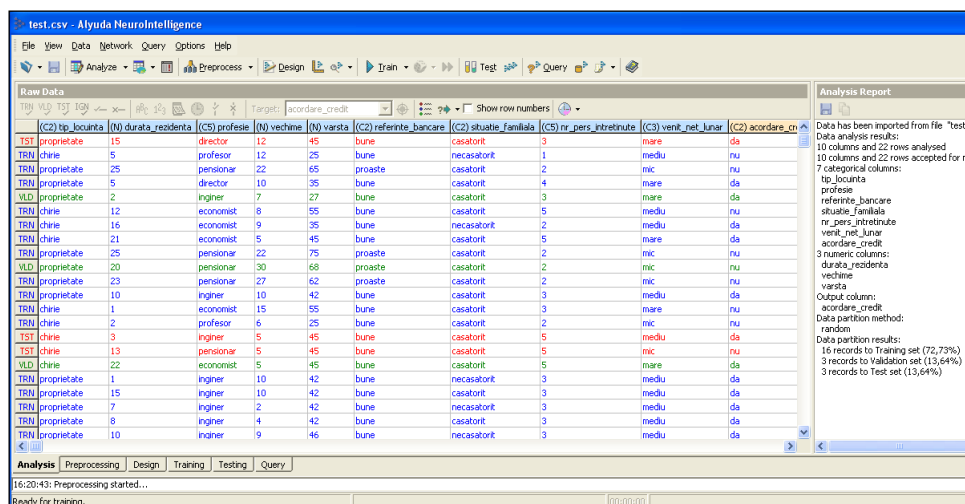 test.csv - Alyuda NeuroIntelligence
File View Data Network Query Options Help
Analyze Preprocess Design Train Test Query
Raw Data
TRN VLD TST IGN Target: acordare_credit Show row numbers
(C2) tip_locuinta (N) durata_rezidenta (C5) profesie (N) vechime (N) varsta (C2) referinte_bancare (C2) situatie_familiala (C5) nr_pers_intretinute (C3) venit_net_lunar (C2) acordare_cr
TST proprietate 15 director 12 45 bune casatorit 3 mare da
TRN chirie 5 profesor 12 25 bune necasatorit 1 mediu nu
TRN proprietate 25 pensionar 22 65 proaste casatorit 2 mic nu
TRN proprietate 5 director 10 35 bune casatorit 4 mare da
VLD proprietate 2 inginer 7 27 bune casatorit 3 mare da
TRN chirie 12 economist 8 55 bune casatorit 5 mediu nu
TRN chirie 16 economist 9 35 bune necasatorit 2 mediu da
TRN chirie 21 economist 5 45 bune casatorit 5 mare da
TRN proprietate 25 pensionar 22 75 proaste casatorit 2 mic nu
VLD proprietate 20 pensionar 30 68 proaste casatorit 2 mic nu
TRN proprietate 23 pensionar 27 62 proaste casatorit 2 mic nu
TRN proprietate 10 inginer 10 42 bune casatorit 3 mediu da
TRN chirie 1 economist 15 55 bune casatorit 3 mare nu
TRN chirie 2 profesor 6 25 bune casatorit 2 mic nu
TST chirie 3 inginer 5 45 bune casatorit 5 mediu da
TST chirie 13 pensionar 5 45 bune casatorit 5 mic nu
VLD chirie 22 economist 5 45 bune casatorit 5 mare da
TRN proprietate 1 inginer 10 42 bune necasatorit 3 mediu da
TRN proprietate 15 inginer 10 42 bune casatorit 3 mediu da
TRN proprietate 7 inginer 2 42 bune necasatorit 3 mediu da
TRN proprietate 8 inginer 4 42 bune casatorit 3 mediu da
TRN proprietate 10 inginer 9 46 bune necasatorit 3 mediu da
Analysis Report
Data has been imported from file "test
Data analysis results:
10 columns and 22 rows analysed
10 columns and 22 rows accepted for
7 categorical columns:
tip_locuinta
profesie
referinte_bancare
situatie_familiala
nr_pers_intretinute
venit_net_lunar
acordare_credit
3 numeric columns:
durata_rezidenta
vechime
varsta
Output column:
acordare_credit
Data partition method:
random
Data partition results:
16 records to Training set (72,73%)
3 records to Validation set (13,64%)
3 records to Test set (13,64%)
Analysis Preprocessing Design Training Testing Query
16:20:43: Preprocessing started...
Ready for training. 00:00:00